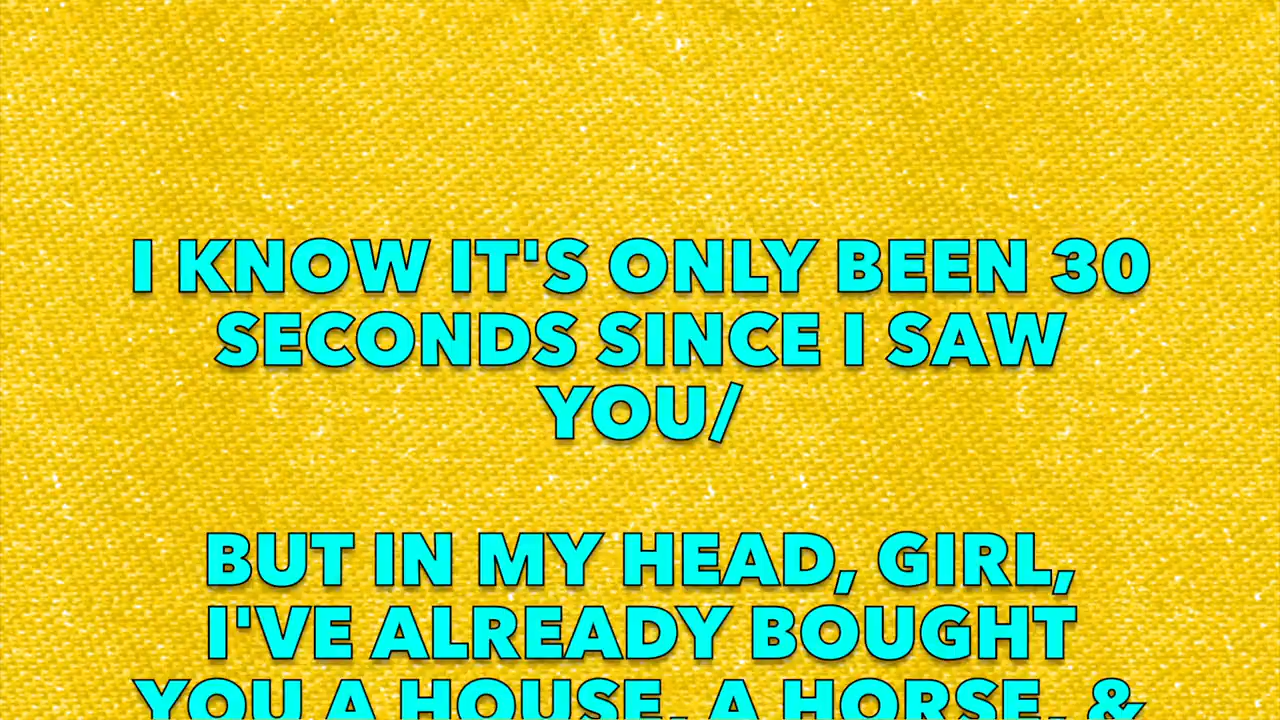 I KNOW IT'S ONLY BEEN 30
SECONDS SINCE I SAW
YOU/
BUT IN MY HEAD, GIRL,
I'VE ALREADY BOUGHT
YOU A HOUSE, A HORSE, &